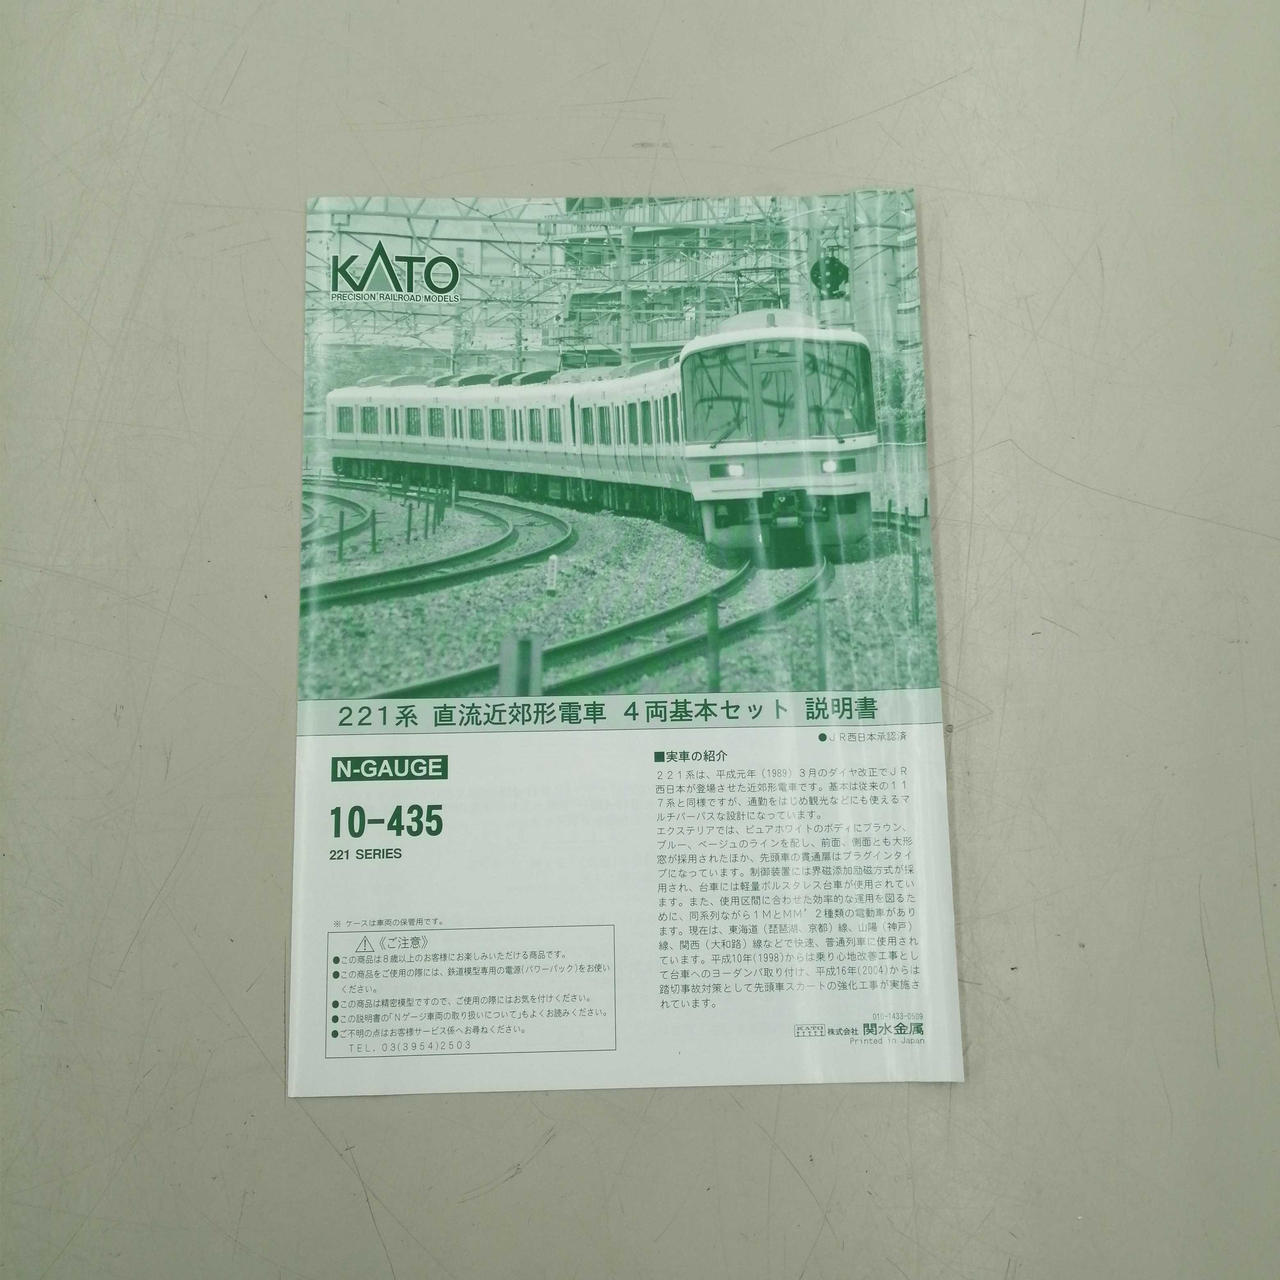 KATO
PRECISION RAILROAD MODELS
221系 直流近郊形電車 4両基本セット 説明書
●JR西日本承認済
N-GAUGE
10-435
221 SERIES
※ ケースは車両の保管用です。
⚠《ご注意》
●この商品は8歳以上のお客様にお楽しみいただける商品です。
●この商品をご使用の際には、鉄道模型専用の電源(パワーパック)をお使い
ください。
●この商品は精密模型ですので、ご使用の際にはお気を付けください。
●この説明書の「Nゲージ車両の取り扱いについて」もよくお読みください。
●ご不明の点はお客様サービス係へお尋ねください。
TEL. 03(3954)2503
■実車の紹介
221系は、平成元年(1989)3月のダイヤ改正でJR
西日本が登場させた近郊形電車です。基本は従来の11
7系と同様ですが、通勤をはじめ観光などにも使えるマ
ルチパーパスな設計になっています。
エクステリアでは、ピュアホワイトのボディにブラウン、
ブルー、ベージュのラインを配し、前面、側面とも大形
窓が採用されたほか、先頭車の貫通扉はプラグインタイ
プになっています。制御装置には界磁添加励磁方式が採
用され、台車には軽量ボルスタレス台車が使用されてい
ます。また、使用区間に合わせた効率的な運用を図るた
めに、同系列ながら1MとMM'2種類の電動車があり
ます。現在は、東海道(琵琶湖、京都)線、山陽(神戸)
線、関西(大和路)線などで快速、普通列車に使用され
ています。平成10年(1998)からは乗り心地改善工事とし
て台車へのヨーダンパ取り付け、平成16年(2004)からは
踏切事故対策として先頭車スカートの強化工事が実施さ
れています。
010-1433-0509
KATO 株式会社 関水金属
Printed in Japan